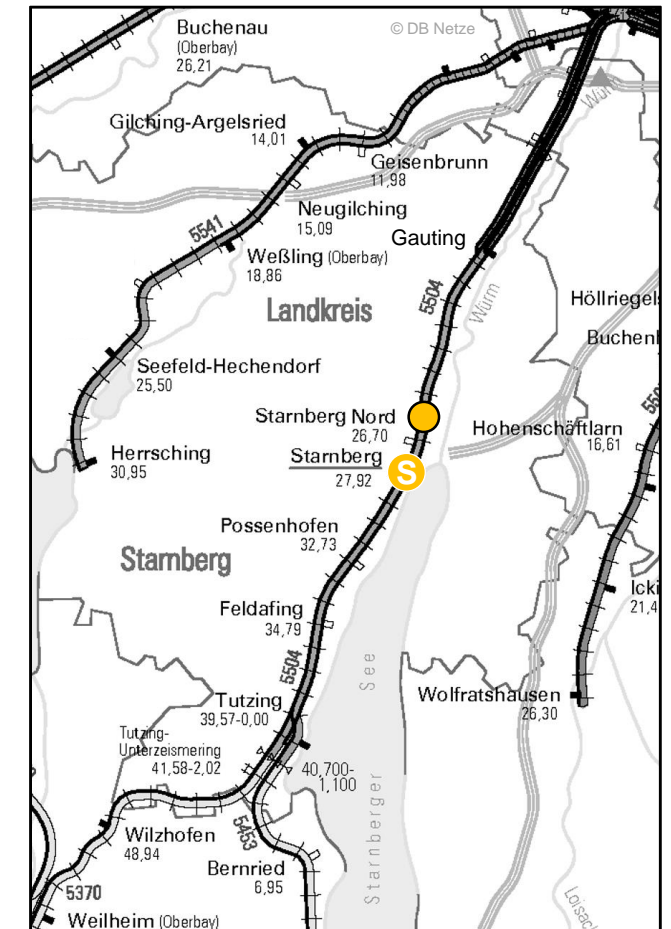 Buchenau
(Oberbay)
26,21
© DB Netze
Würm
Gilching-Argelsried
14,01
Geisenbrunn
11,98
Neugilching
15,09
5541
Weßling (Oberbay)
18,86
Gauting
5504
Würm
Landkreis
Höllriegels
Buchenh
Seefeld-Hechendorf
25,50
Starnberg Nord
26,70
Hohenschäftlarn
16,61
Herrsching
30,95
Starnberg
27,92
S
Possenhofen
32,73
Starnberg
Feldafing
34,79
Icki
21,4
5504
See
Tutzing
39,57-0,00
Wolfratshausen
26,30
Tutzing-
Unterzeismering
41,58-2,02
40,700-
1,100
Starnberger
Wilzhofen
48,94
5453
Bernried
6,95
5370
Loisach
Weilheim (Oberbay)